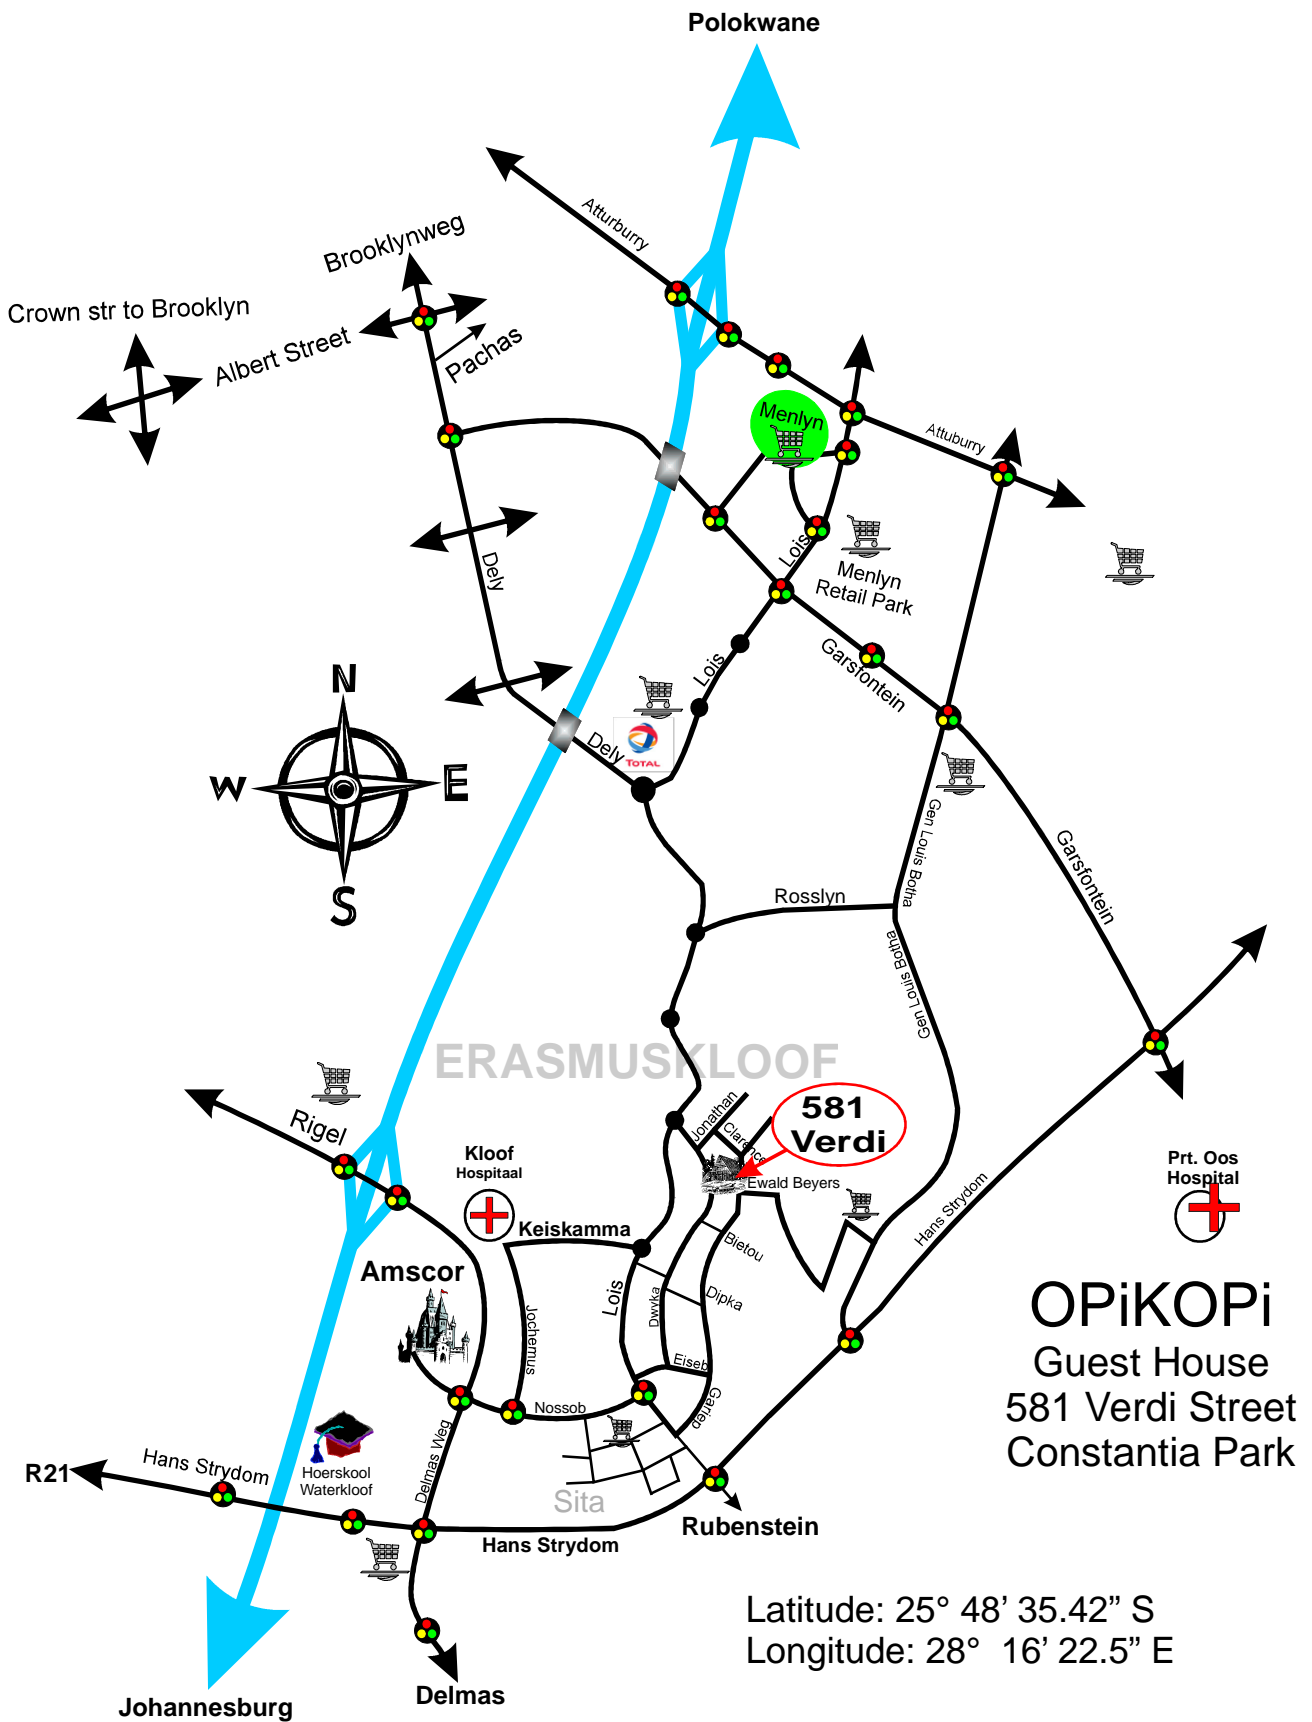 Polokwane
Atturburry
Brooklynweg
Crown str to Brooklyn
Albert Street
Pachas
Menlyn
Attuburry
Lois
Menlyn
Retail Park
Dely
Garsfontein
Lois
N
W
E
S
Dely
TOTAL
Gen Louis Botha
Garsfontein
Rosslyn
Gen Louis Botha
ERASMUSKLOOF
Jonathan
581
Verdi
Clarence
Rigel
Kloof
Hospitaal
Ewald Beyers
Prt. Oos
Hospital
Hans Strydom
Keiskamma
Bietou
Amscor
Lois
Dwyka
Dipka
Jochemus
OPiKOPi
Guest House
581 Verdi Street
Constantia Park
Eiseb
Gariep
Nossob
Delmas Weg
Hans Strydom
R21
Hoerskool
Waterkloof
Sita
Rubenstein
Hans Strydom
Latitude: 25° 48’ 35.42” S
Longitude: 28° 16’ 22.5” E
Delmas
Johannesburg